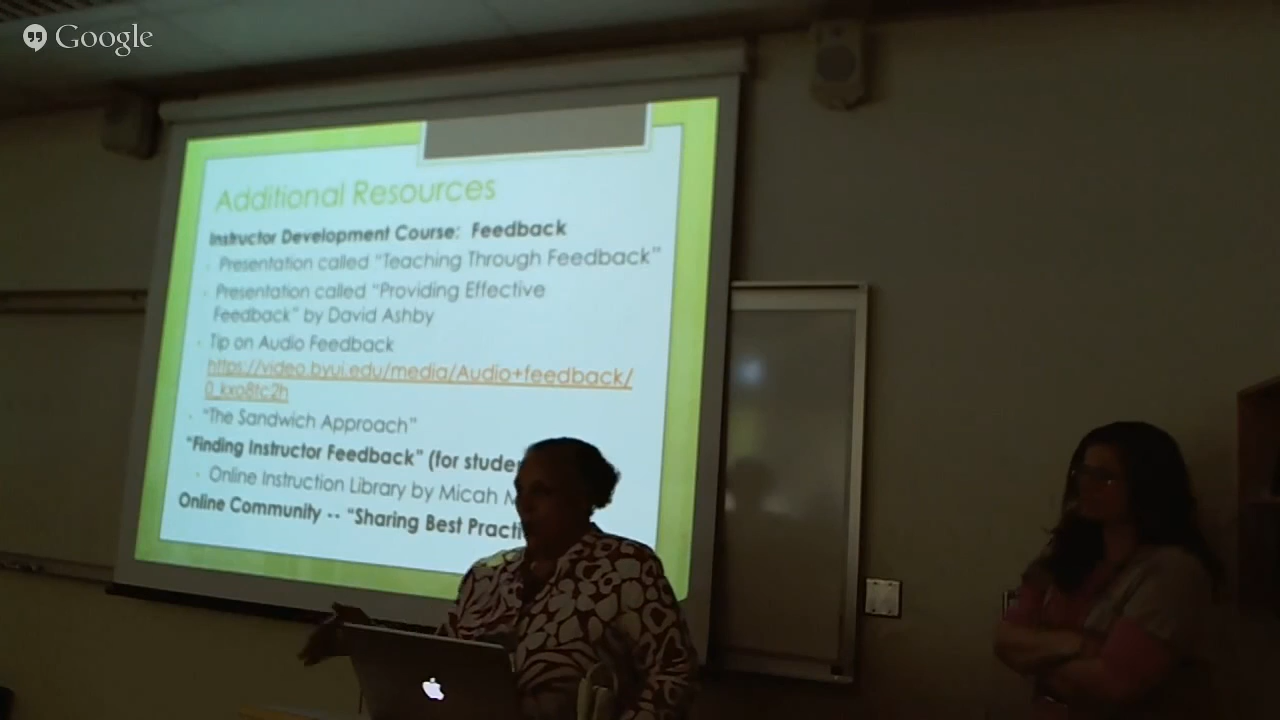 Google
Additional Resources
Instructor Development Course: Feedback
Presentation called “Teaching Through Feedback”
Presentation called “Providing Effective
Feedback” by David Ashby
Tip on Audio Feedback
https://video.byui.edu/media/Audio+feedback/
“The Sandwich Approach”
“Finding Instructor Feedback” (for
Online Instruction Library by Micah
Online Community -- “Sharing Best